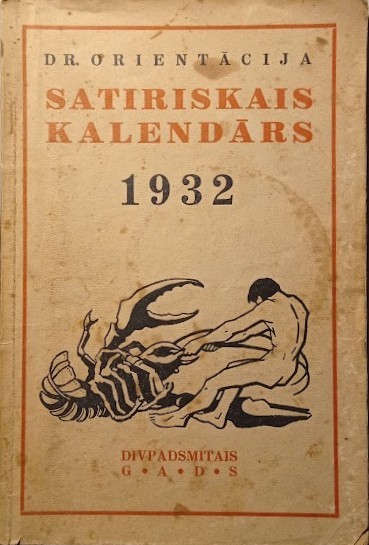 DR. ORIENTĀCIJA
SATIRISKAIS
KALENDĀRS
1932
DIVPADSMITAIS
G•A•D•S